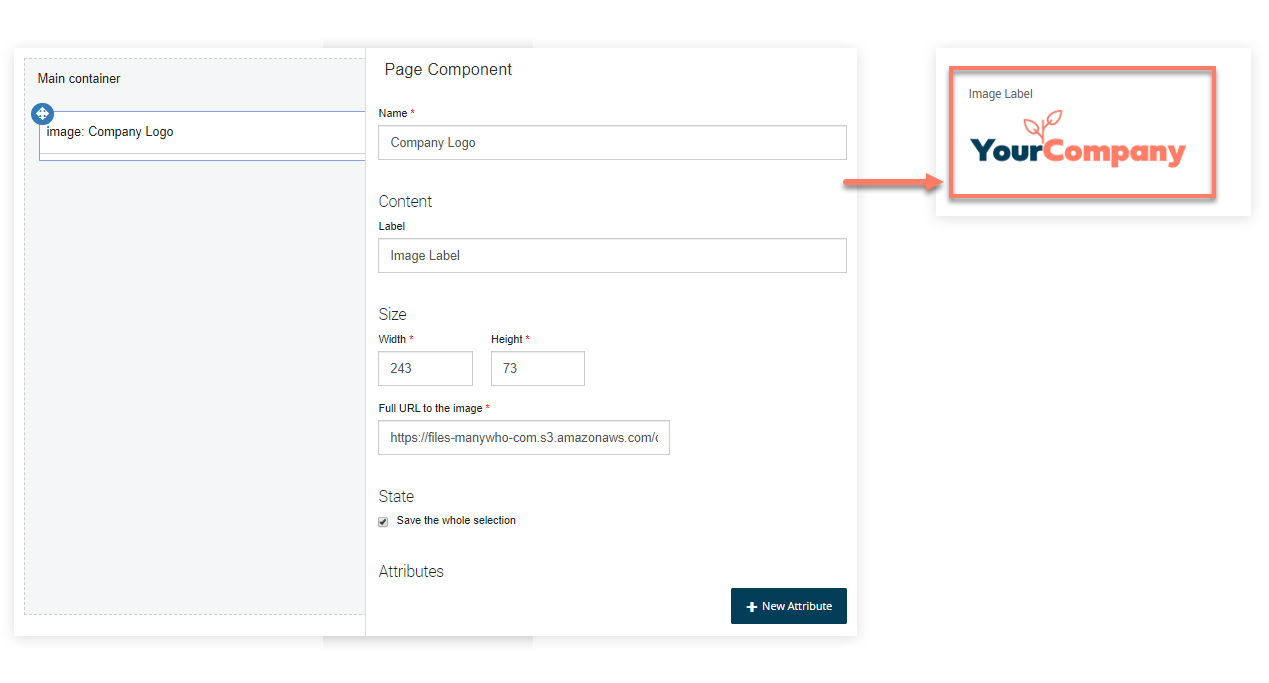 Main container
image: Company Logo
Page Component
Name *
Company Logo
Content
Label
Image Label
Size
Width * Height *
243 73
Full URL to the image *
https://files-manywho-com.s3.amazonaws.com/
State
Save the whole selection
Attributes
New Attribute
Image Label
YourCompany